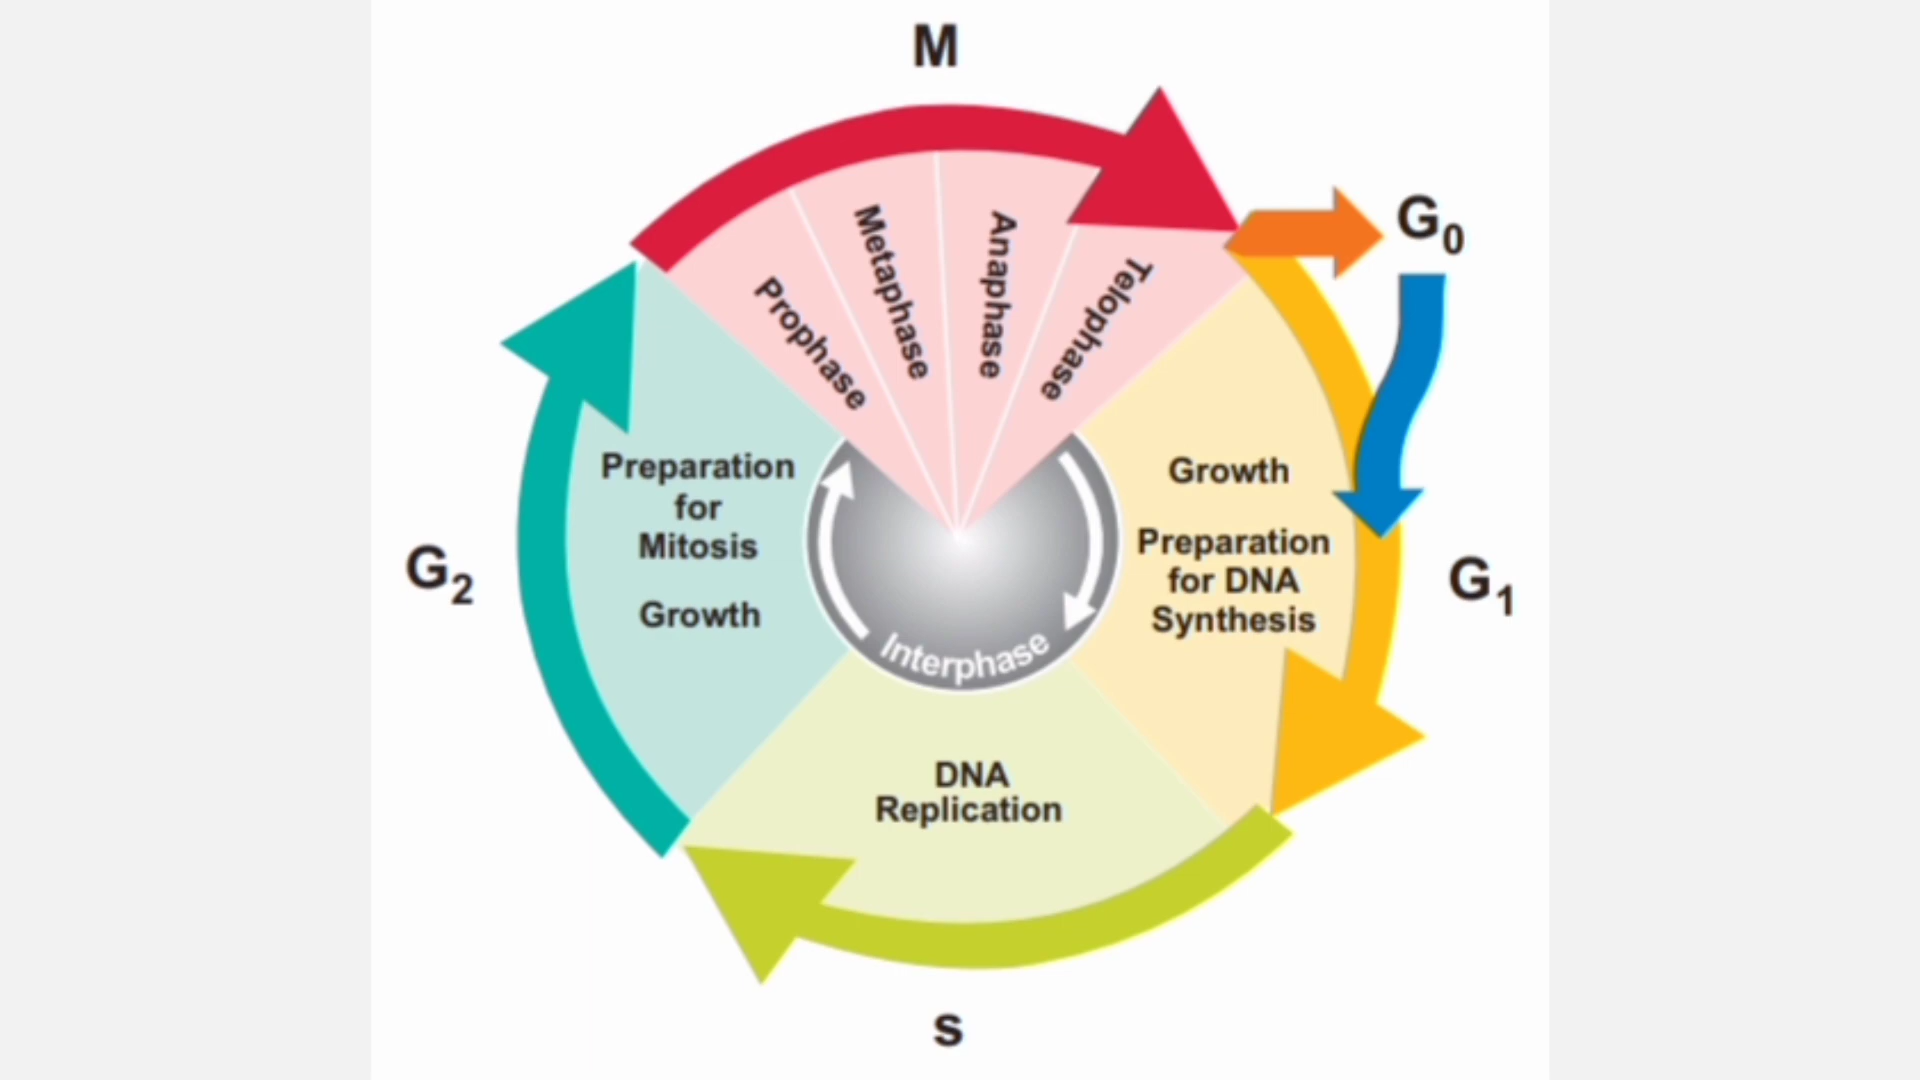 M
G0
Prophase
Metaphase
Anaphase
Telophase
Preparation
for
Mitosis
Growth
Growth
Preparation
for DNA
Synthesis
G2
G1
Interphase
DNA
Replication
s